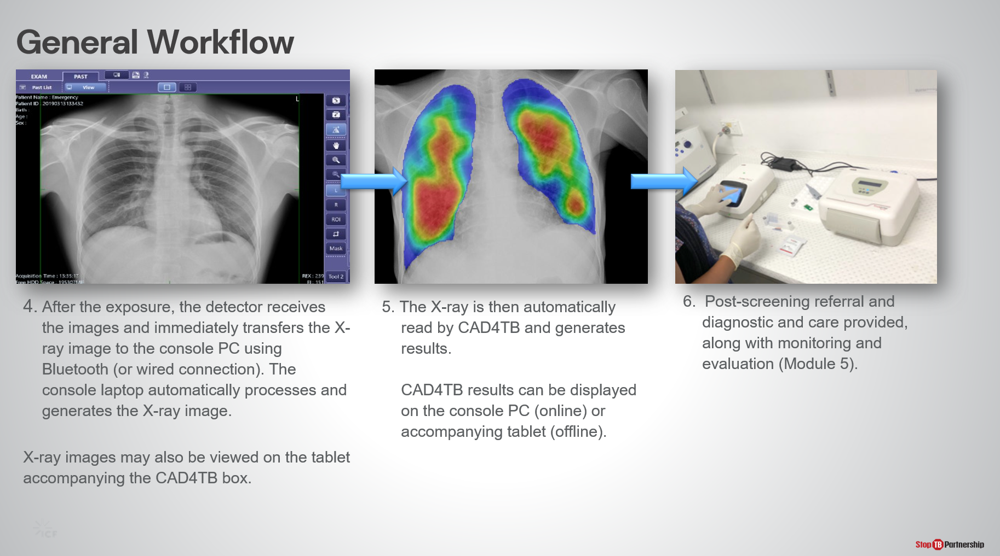 General Workflow
EXAM
PAST
Past List
View
Patient Name : Emergency
Patient ID : 20190313133432
Birth :
Age :
Sex :
L
L
R
ROI
Mask
Tool 2
Acquisition Time : 13:35:17
Free HDD Space : 195307MB
REX : 239
EI : 151
4. After the exposure, the detector receives
the images and immediately transfers the X-
ray image to the console PC using
Bluetooth (or wired connection). The
console laptop automatically processes and
generates the X-ray image.
X-ray images may also be viewed on the tablet
accompanying the CAD4TB box.
5. The X-ray is then automatically
read by CAD4TB and generates
results.
CAD4TB results can be displayed
on the console PC (online) or
accompanying tablet (offline).
6. Post-screening referral and
diagnostic and care provided,
along with monitoring and
evaluation (Module 5).
ICF
Stop TB Partnership